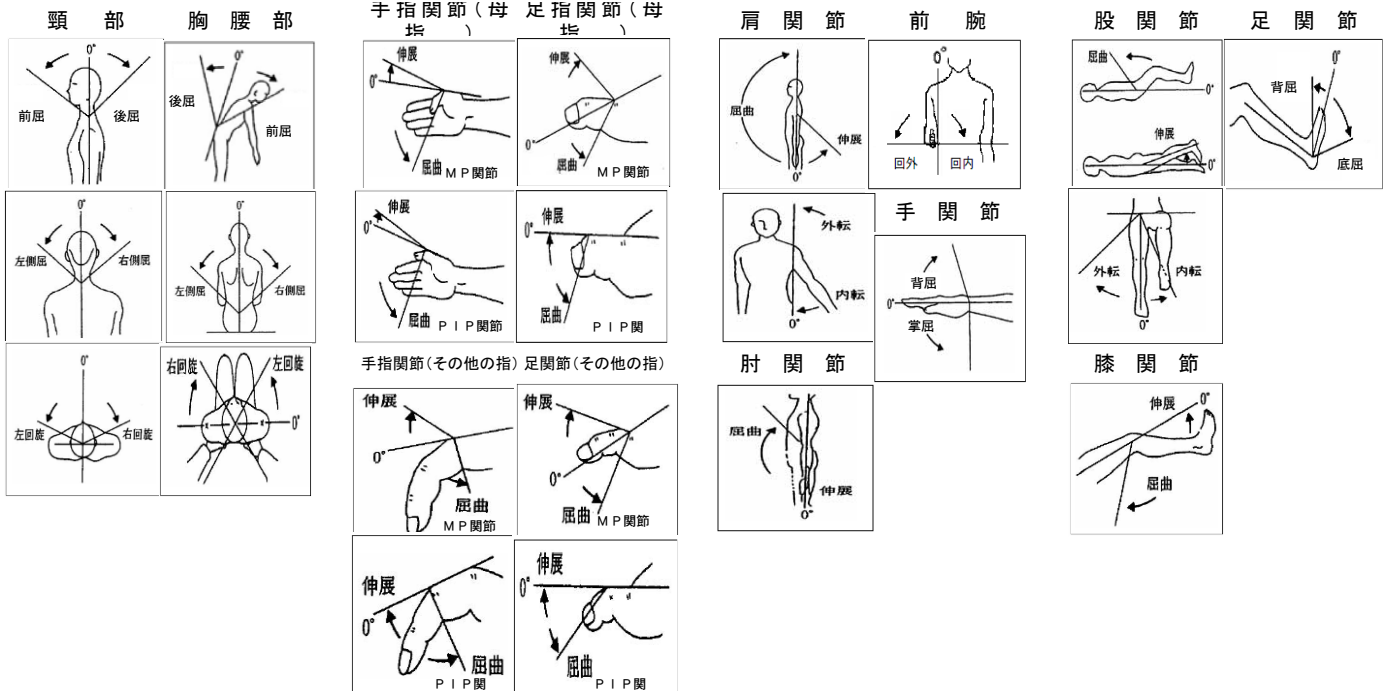 頸部
0°
前屈
後屈
0°
左側屈
右側屈
0°
左回旋
右回旋
胸腰部
0°
後屈
前屈
0°
左側屈
右側屈
右回旋
左回旋
0°
手指関節(母指)
伸展
0°
屈曲
MP関節
伸展
0°
屈曲
PIP関節
足指関節(母指)
伸展
0°
屈曲
MP関節
伸展
0°
屈曲
PIP関
手指関節(その他の指)
伸展
0°
屈曲
MP関節
伸展
0°
屈曲
PIP関
足関節(その他の指)
伸展
0°
屈曲
MP関節
伸展
0°
屈曲
PIP関
肩関節
屈曲
伸展
0°
外転
内転
0°
肘関節
屈曲
伸展
0°
前腕
0°
回外
回内
手関節
背屈
0°
掌屈
股関節
屈曲
0°
伸展
0°
外転
内転
0°
膝関節
伸展
0°
屈曲
足関節
0°
背屈
底屈